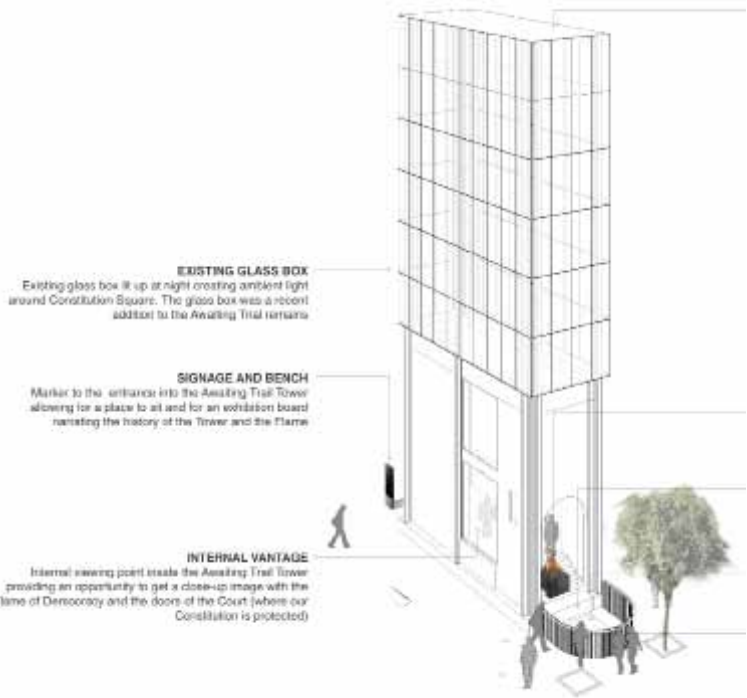 EXISTING GLASS BOX
Existing glass box lit up at night creating ambient light
around Constitution Square. The glass box was a recent
addition to the Awaiting Trial remains
SIGNAGE AND BENCH
Marker to the entrance into the Awaiting Trail Tower
allowing for a place to sit and for an exhibition board
narrating the history of the Tower and the Flame
INTERNAL VANTAGE
Internal viewing point inside the Awaiting Trail Tower
providing an opportunity to get a close-up image with the
lame of Democracy and the doors of the Court (where our
Constitution is protected)